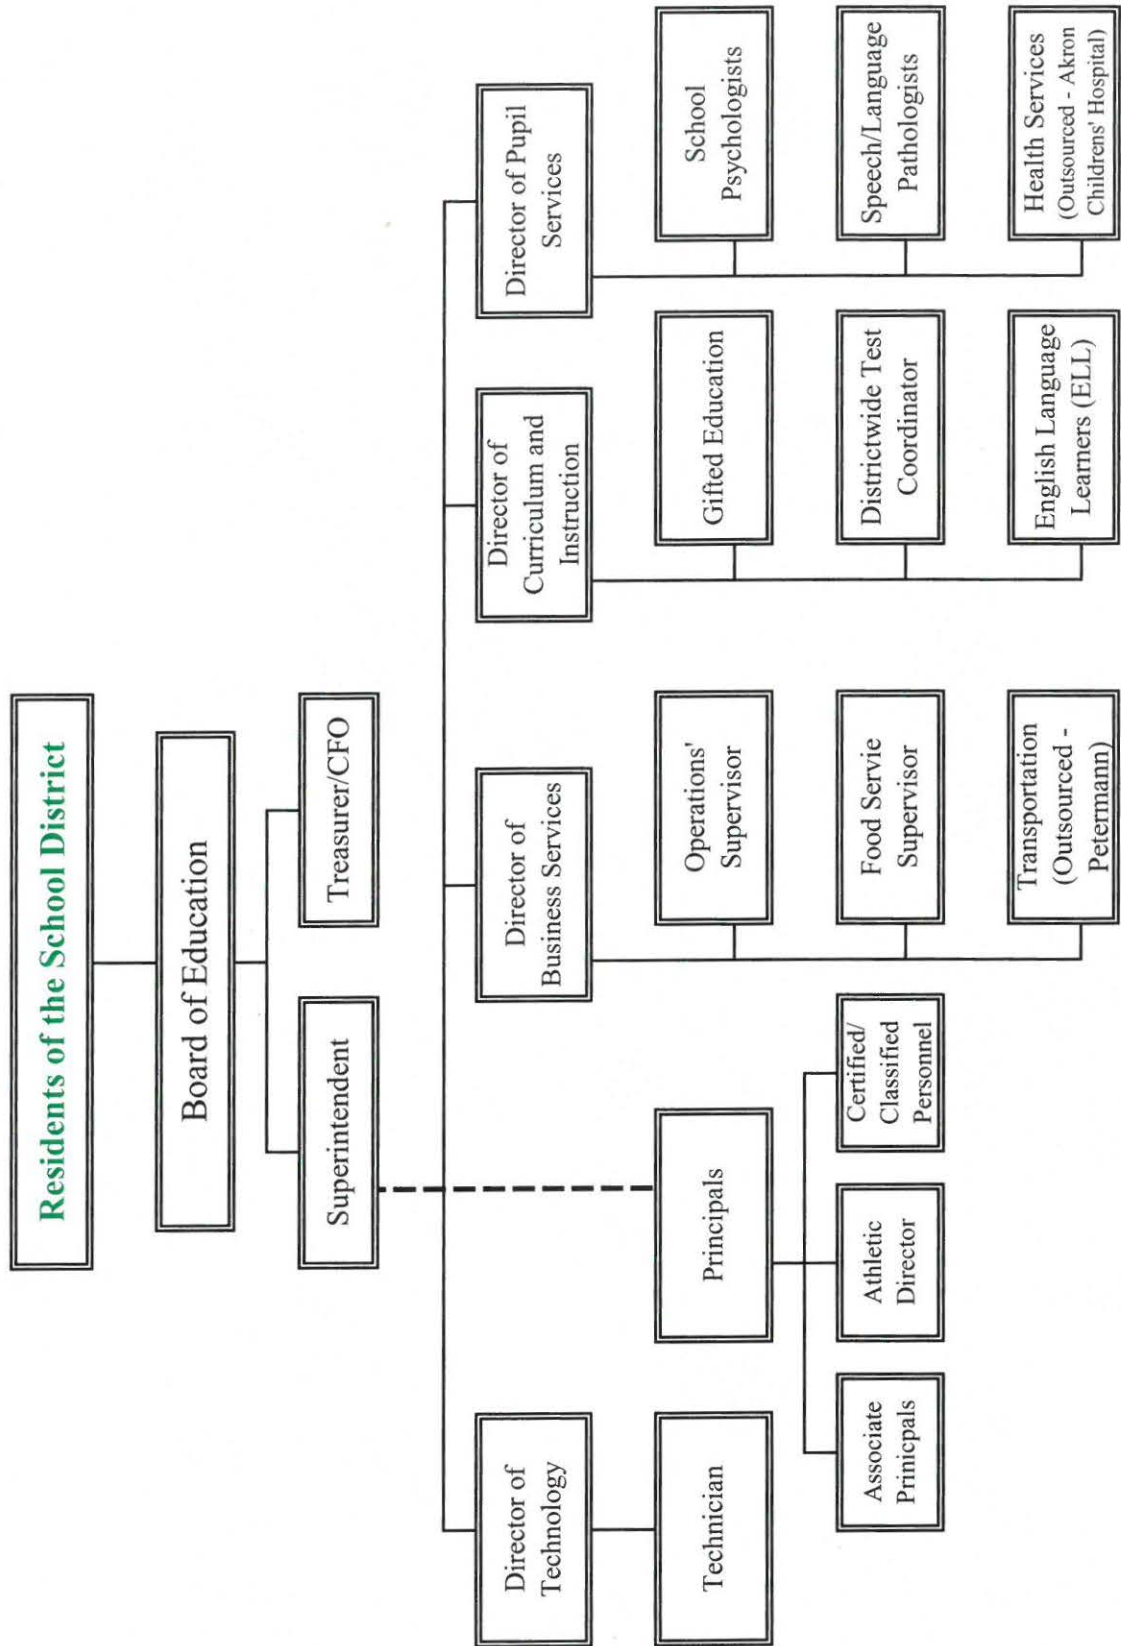 Residents of the School District
Board of Education
Superintendent
Treasurer/CFO
Director of
Technology
Director of
Business Services
Director of
Curriculum and
Instruction
Director of Pupil
Services
Technician
Principals
Operations'
Supervisor
Gifted Education
School
Psychologists
Associate
Prinicpals
Athletic
Director
Certified/
Classified
Personnel
Food Servie
Supervisor
Districtwide Test
Coordinator
Speech/Language
Pathologists
Transportation
(Outsourced -
Petermann)
English Language
Learners (ELL)
Health Services
(Outsourced - Akron
Childrens' Hospital)